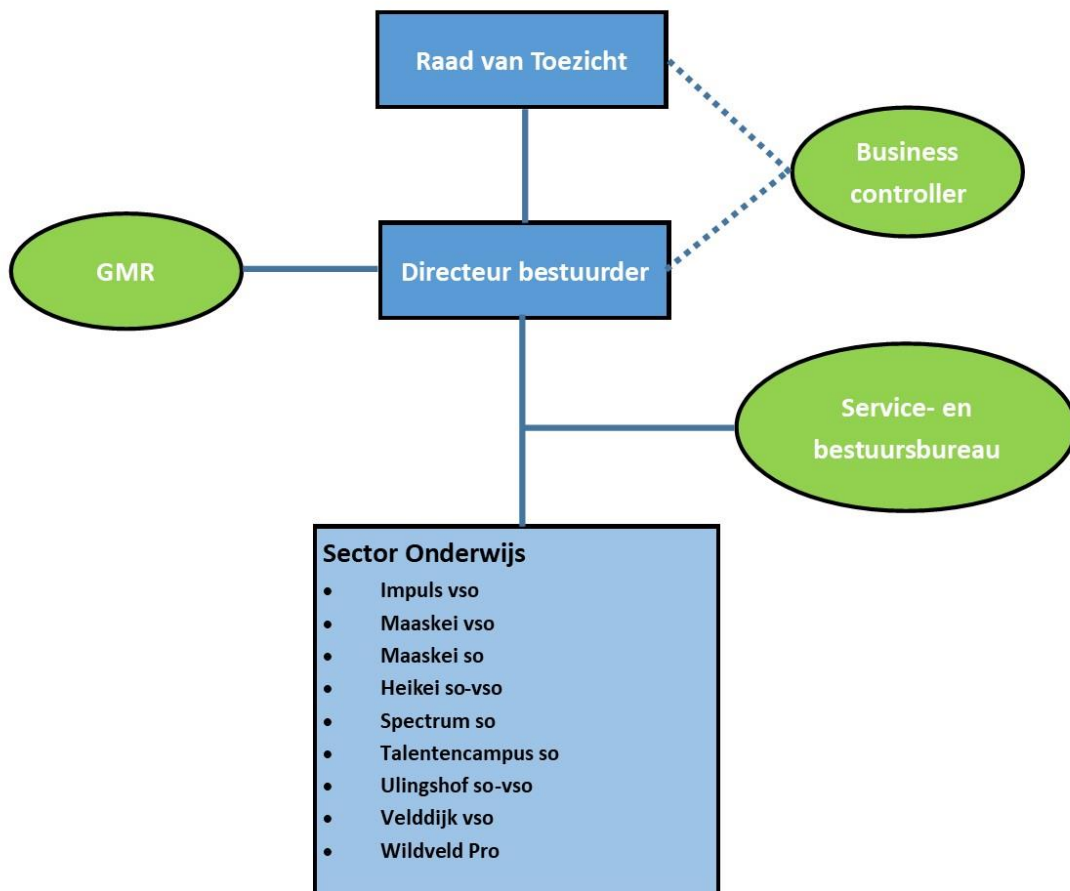 Raad van Toezicht
Business
controller
GMR
Directeur bestuurder
Service- en
bestuursbureau
Sector Onderwijs
• Impuls vso
• Maaskei vso
• Maaskei so
• Heikei so-vso
• Spectrum so
• Talentencampus so
• Ulingshof so-vso
• Velddijk vso
• Wildveld Pro